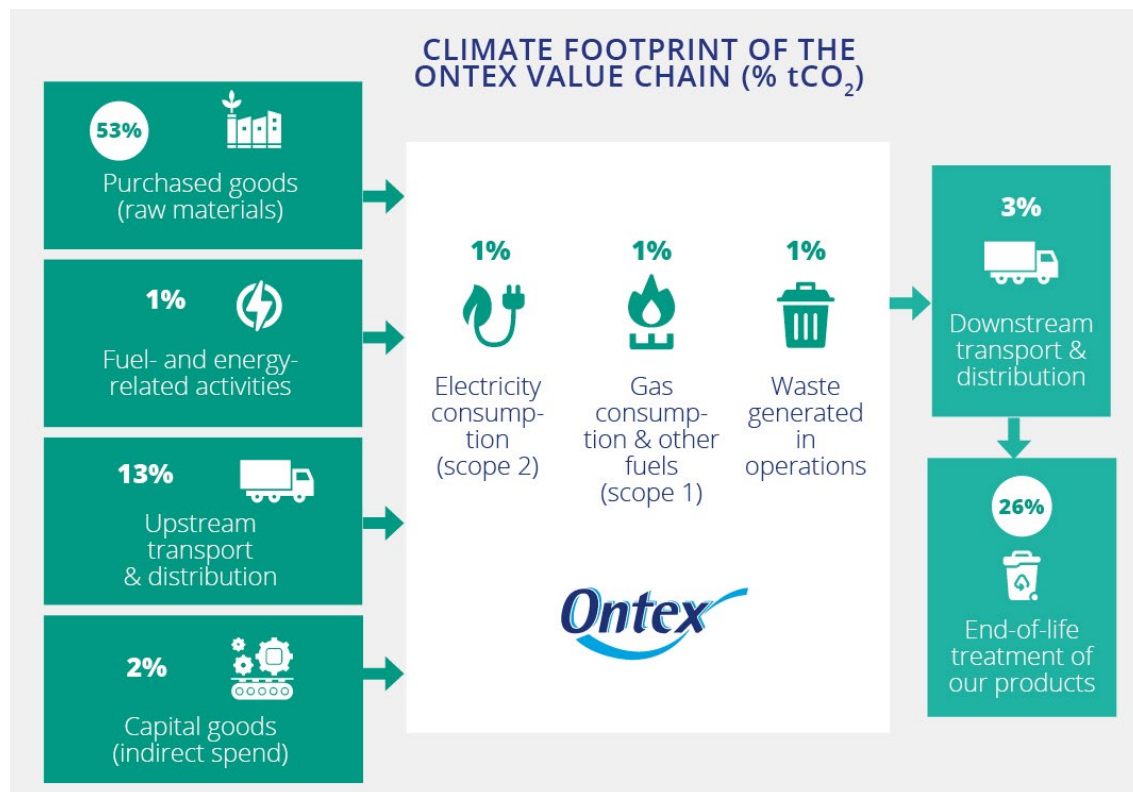 CLIMATE FOOTPRINT OF THE
ONTEX VALUE CHAIN (% tCO₂)
53%
Purchased goods
(raw materials)
1%
Fuel- and energy-
related activities
13%
Upstream
transport
& distribution
2%
Capital goods
(indirect spend)
1%
Electricity
consump-
tion
(scope 2)
1%
Gas
consump-
tion & other
fuels
(scope 1)
1%
Waste
generated
in
operations
Ontex
3%
Downstream
transport &
distribution
26%
End-of-life
treatment of
our products